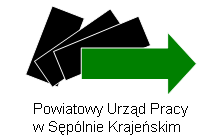 Powiatowy Urząd Pracy
w Sępólnie Krajeńskim